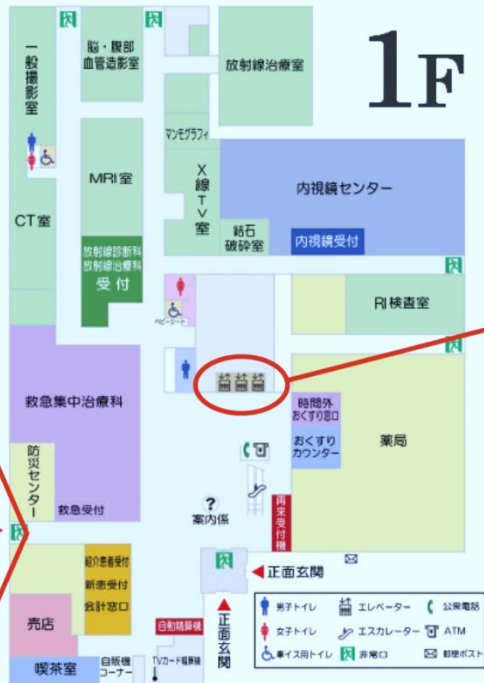 1F
一般撮影室
脳・腹部
血管造影室
放射線治療室
マンモグラフィ
X線TV室
MRI室
内視鏡センター
CT室
結石
破砕室
内視鏡受付
放射線診断科
放射線治療科
受付
ベビーシート
RI検査室
救急集中治療科
時間外
おくすり窓口
おくすり
カウンター
薬局
防災センター
救急受付
?
案内係
再来受付機
紹介患者受付
新患受付
会計窓口
正面玄関
売店
自動精算機
正面玄関
喫茶室
自販機
コーナー
TVカード精算機
男子トイレ
エレベーター
公衆電話
女子トイレ
エスカレーター
ATM
車イス用トイレ
非常口
郵便ポスト